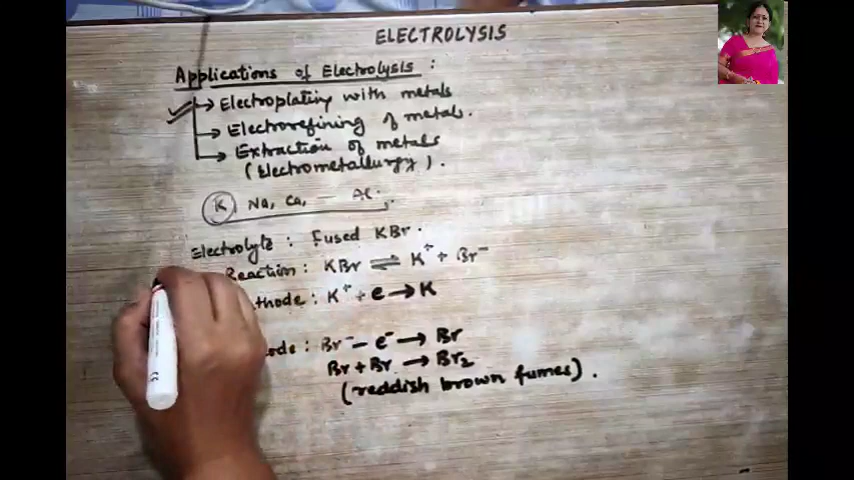 ELECTROLYSIS
Applications of Electrolysis :
Electroplating with metals
Electrorefining of metals.
Extraction of metals
(Electrometallurgy).
K Na, Ca, — Al.
Electrolyte : Fused KBr.
Reaction : KBr ⇌ K⁺ + Br⁻
thode : K⁺ + e → K
ode : Br⁻ – e⁻ → Br
Br + Br → Br₂
(reddish brown fumes).